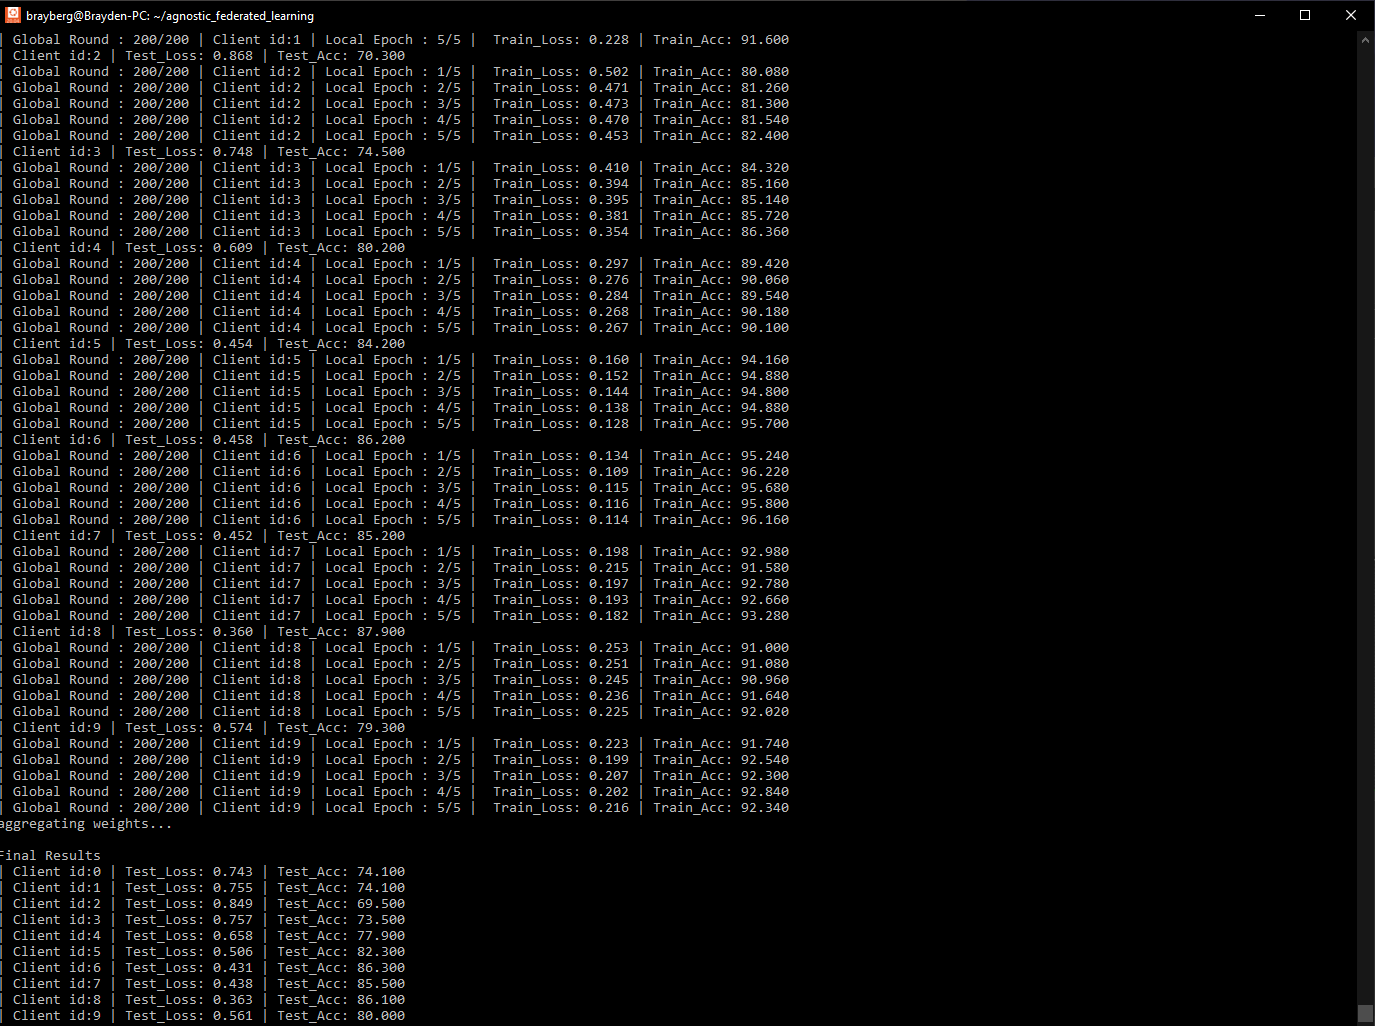 brayberg@Brayden-PC: ~/agnostic_federated_learning
| Global Round : 200/200 | Client id:1 | Local Epoch : 5/5 |  Train_Loss: 0.228 | Train_Acc: 91.600
| Client id:2 | Test_Loss: 0.868 | Test_Acc: 70.300
| Global Round : 200/200 | Client id:2 | Local Epoch : 1/5 |  Train_Loss: 0.502 | Train_Acc: 80.080
| Global Round : 200/200 | Client id:2 | Local Epoch : 2/5 |  Train_Loss: 0.471 | Train_Acc: 81.260
| Global Round : 200/200 | Client id:2 | Local Epoch : 3/5 |  Train_Loss: 0.473 | Train_Acc: 81.300
| Global Round : 200/200 | Client id:2 | Local Epoch : 4/5 |  Train_Loss: 0.470 | Train_Acc: 81.540
| Global Round : 200/200 | Client id:2 | Local Epoch : 5/5 |  Train_Loss: 0.453 | Train_Acc: 82.400
| Client id:3 | Test_Loss: 0.748 | Test_Acc: 74.500
| Global Round : 200/200 | Client id:3 | Local Epoch : 1/5 |  Train_Loss: 0.410 | Train_Acc: 84.320
| Global Round : 200/200 | Client id:3 | Local Epoch : 2/5 |  Train_Loss: 0.394 | Train_Acc: 85.160
| Global Round : 200/200 | Client id:3 | Local Epoch : 3/5 |  Train_Loss: 0.395 | Train_Acc: 85.140
| Global Round : 200/200 | Client id:3 | Local Epoch : 4/5 |  Train_Loss: 0.381 | Train_Acc: 85.720
| Global Round : 200/200 | Client id:3 | Local Epoch : 5/5 |  Train_Loss: 0.354 | Train_Acc: 86.360
| Client id:4 | Test_Loss: 0.609 | Test_Acc: 80.200
| Global Round : 200/200 | Client id:4 | Local Epoch : 1/5 |  Train_Loss: 0.297 | Train_Acc: 89.420
| Global Round : 200/200 | Client id:4 | Local Epoch : 2/5 |  Train_Loss: 0.276 | Train_Acc: 90.060
| Global Round : 200/200 | Client id:4 | Local Epoch : 3/5 |  Train_Loss: 0.284 | Train_Acc: 89.540
| Global Round : 200/200 | Client id:4 | Local Epoch : 4/5 |  Train_Loss: 0.268 | Train_Acc: 90.180
| Global Round : 200/200 | Client id:4 | Local Epoch : 5/5 |  Train_Loss: 0.267 | Train_Acc: 90.100
| Client id:5 | Test_Loss: 0.454 | Test_Acc: 84.200
| Global Round : 200/200 | Client id:5 | Local Epoch : 1/5 |  Train_Loss: 0.160 | Train_Acc: 94.160
| Global Round : 200/200 | Client id:5 | Local Epoch : 2/5 |  Train_Loss: 0.152 | Train_Acc: 94.880
| Global Round : 200/200 | Client id:5 | Local Epoch : 3/5 |  Train_Loss: 0.144 | Train_Acc: 94.800
| Global Round : 200/200 | Client id:5 | Local Epoch : 4/5 |  Train_Loss: 0.138 | Train_Acc: 94.880
| Global Round : 200/200 | Client id:5 | Local Epoch : 5/5 |  Train_Loss: 0.128 | Train_Acc: 95.700
| Client id:6 | Test_Loss: 0.458 | Test_Acc: 86.200
| Global Round : 200/200 | Client id:6 | Local Epoch : 1/5 |  Train_Loss: 0.134 | Train_Acc: 95.240
| Global Round : 200/200 | Client id:6 | Local Epoch : 2/5 |  Train_Loss: 0.109 | Train_Acc: 96.220
| Global Round : 200/200 | Client id:6 | Local Epoch : 3/5 |  Train_Loss: 0.115 | Train_Acc: 95.680
| Global Round : 200/200 | Client id:6 | Local Epoch : 4/5 |  Train_Loss: 0.116 | Train_Acc: 95.800
| Global Round : 200/200 | Client id:6 | Local Epoch : 5/5 |  Train_Loss: 0.114 | Train_Acc: 96.160
| Client id:7 | Test_Loss: 0.452 | Test_Acc: 85.200
| Global Round : 200/200 | Client id:7 | Local Epoch : 1/5 |  Train_Loss: 0.198 | Train_Acc: 92.980
| Global Round : 200/200 | Client id:7 | Local Epoch : 2/5 |  Train_Loss: 0.215 | Train_Acc: 91.580
| Global Round : 200/200 | Client id:7 | Local Epoch : 3/5 |  Train_Loss: 0.197 | Train_Acc: 92.780
| Global Round : 200/200 | Client id:7 | Local Epoch : 4/5 |  Train_Loss: 0.193 | Train_Acc: 92.660
| Global Round : 200/200 | Client id:7 | Local Epoch : 5/5 |  Train_Loss: 0.182 | Train_Acc: 93.280
| Client id:8 | Test_Loss: 0.360 | Test_Acc: 87.900
| Global Round : 200/200 | Client id:8 | Local Epoch : 1/5 |  Train_Loss: 0.253 | Train_Acc: 91.000
| Global Round : 200/200 | Client id:8 | Local Epoch : 2/5 |  Train_Loss: 0.251 | Train_Acc: 91.080
| Global Round : 200/200 | Client id:8 | Local Epoch : 3/5 |  Train_Loss: 0.245 | Train_Acc: 90.960
| Global Round : 200/200 | Client id:8 | Local Epoch : 4/5 |  Train_Loss: 0.236 | Train_Acc: 91.640
| Global Round : 200/200 | Client id:8 | Local Epoch : 5/5 |  Train_Loss: 0.225 | Train_Acc: 92.020
| Client id:9 | Test_Loss: 0.574 | Test_Acc: 79.300
| Global Round : 200/200 | Client id:9 | Local Epoch : 1/5 |  Train_Loss: 0.223 | Train_Acc: 91.740
| Global Round : 200/200 | Client id:9 | Local Epoch : 2/5 |  Train_Loss: 0.199 | Train_Acc: 92.540
| Global Round : 200/200 | Client id:9 | Local Epoch : 3/5 |  Train_Loss: 0.207 | Train_Acc: 92.300
| Global Round : 200/200 | Client id:9 | Local Epoch : 4/5 |  Train_Loss: 0.202 | Train_Acc: 92.840
| Global Round : 200/200 | Client id:9 | Local Epoch : 5/5 |  Train_Loss: 0.216 | Train_Acc: 92.340
aggregating weights...
Final Results
| Client id:0 | Test_Loss: 0.743 | Test_Acc: 74.100
| Client id:1 | Test_Loss: 0.755 | Test_Acc: 74.100
| Client id:2 | Test_Loss: 0.849 | Test_Acc: 69.500
| Client id:3 | Test_Loss: 0.757 | Test_Acc: 73.500
| Client id:4 | Test_Loss: 0.658 | Test_Acc: 77.900
| Client id:5 | Test_Loss: 0.506 | Test_Acc: 82.300
| Client id:6 | Test_Loss: 0.431 | Test_Acc: 86.300
| Client id:7 | Test_Loss: 0.438 | Test_Acc: 85.500
| Client id:8 | Test_Loss: 0.363 | Test_Acc: 86.100
| Client id:9 | Test_Loss: 0.561 | Test_Acc: 80.000